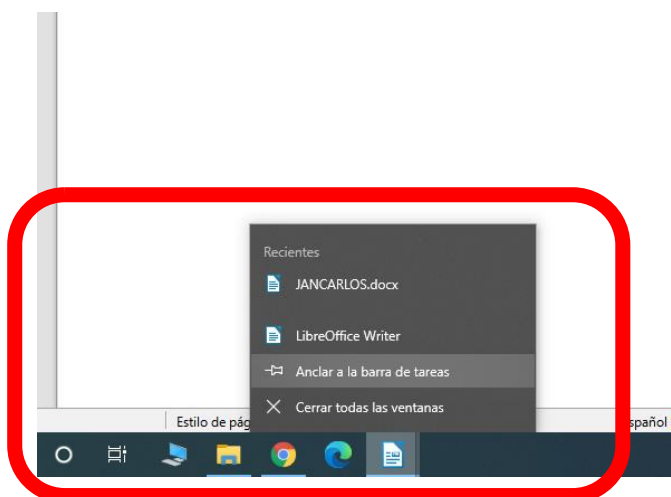 Recientes
JANCARLOS.docx
LibreOffice Writer
Anclar a la barra de tareas
Cerrar todas las ventanas
Estilo de pág
spañol